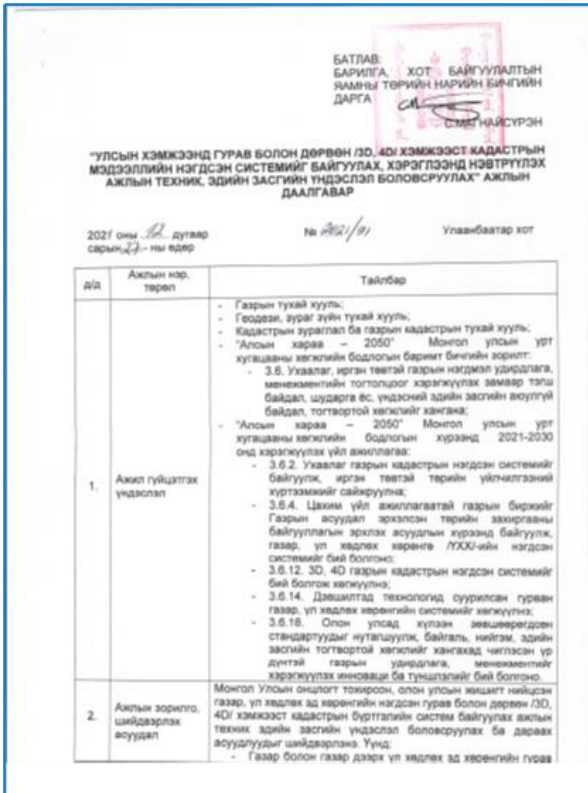 БАТЛАВ:
БАРИЛГА, ХОТ БАЙГУУЛАЛТЫН
ЯАМНЫ ТӨРИЙН НАРИЙН БИЧГИЙН
ДАРГА
С.МАГНАЙСҮРЭН
"УЛСЫН ХЭМЖЭЭНД ГУРАВ БОЛОН ДӨРВӨН /3D, 4D/ ХЭМЖЭЭСТ КАДАСТРЫН
МЭДЭЭЛЛИЙН НЭГДСЭН СИСТЕМИЙГ БАЙГУУЛАХ, ХЭРЭГЛЭЭНД НЭВТРҮҮЛЭХ
АЖЛЫН ТЕХНИК, ЭДИЙН ЗАСГИЙН ҮНДЭСЛЭЛ БОЛОВСРУУЛАХ" АЖЛЫН
ДААЛГАВАР
2021 оны 12 дугаар
сарын 27 - ны өдөр
№ 2021/91
Улаанбаатар хот
д/д
Ажлын нэр,
төрөл
Тайлбар
1.
Ажил гүйцэтгэх
үндэслэл
- Газрын тухай хууль;
- Геодези, зураг зүйн тухай хууль;
- Кадастрын зураглал ба газрын кадастрын тухай хууль;
- "Алсын хараа – 2050" Монгол улсын урт
хугацааны хөгжлийн бодлогын баримт бичгийн зорилт:
- 3.6. Ухаалаг, иргэн төвтэй газрын нэгдмэл удирдлага,
менежментийн тогтолцоог хэрэгжүүлэх замаар тэгш
байдал, шударга ёс, үндэсний эдийн засгийн аюулгүй
байдал, тогтвортой хөгжлийг хангана;
- "Алсын хараа – 2050" Монгол улсын урт
хугацааны хөгжлийн бодлогын хүрээнд 2021-2030
онд хэрэгжүүлэх үйл ажиллагаа:
- 3.6.2. Ухаалаг газрын кадастрын нэгдсэн системийг
байгуулж, иргэн төвтэй төрийн үйлчилгээний
хүртээмжийг сайжруулна;
- 3.6.4. Цахим үйл ажиллагаатай газрын биржийг
Газрын асуудал эрхэлсэн төрийн захиргааны
байгууллагын эрхлэх асуудлын хүрээнд байгуулж,
газар, үл хөдлөх хөрөнгө /ҮХХ/-ийн нэгдсэн
системийг бий болгоно;
- 3.6.12. 3D, 4D газрын кадастрын нэгдсэн системийг
бий болгож хөгжүүлнэ;
- 3.6.14. Дэвшилтэд технологид суурилсан гурван
газар, үл хөдлөх хөрөнгийн системийг хөгжүүлнэ;
- 3.6.16. Олон улсад хүлээн зөвшөөрөгдсөн
стандартуудыг нутагшуулж, байгаль, нийгэм, эдийн
засгийн тогтвортой хөгжлийг хангахад чиглэсэн үр
дүнтэй газрын удирдлага, менежментийг
хэрэгжүүлэх инноваци ба түншлэлийг бий болгоно.
2.
Ажлын зорилго,
шийдвэрлэх
асуудал
Монгол Улсын онцлогт тохирсон, олон улсын жишигт нийцсэн
газар, үл хөдлөх эд хөрөнгийн нэгдсэн гурав болон дөрвөн /3D,
4D/ хэмжээст кадастрын бүртгэлийн систем байгуулах ажлын
техник эдийн засгийн үндэслэл боловсруулах ба дараах
асуудлуудыг шийдвэрлэнэ. Үүнд:
- Газар болон газар дээрх үл хөдлөх эд хөрөнгийн гурав